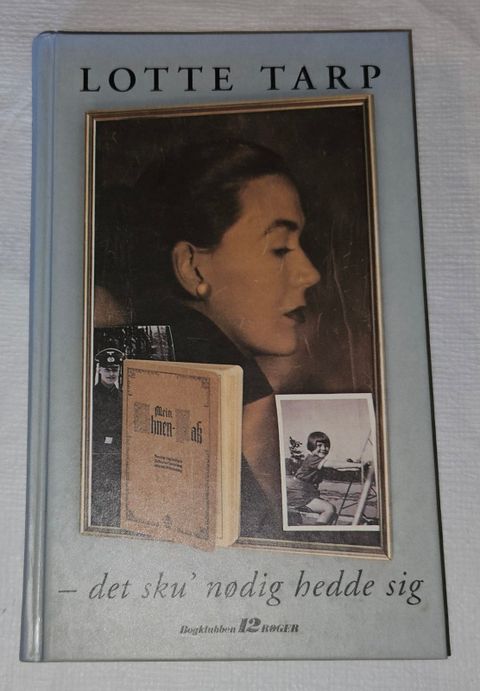 LOTTE TARP
Mein
Ahnen-Paß
– det sku' nødig hedde sig
Bogklubben 12 BØGER